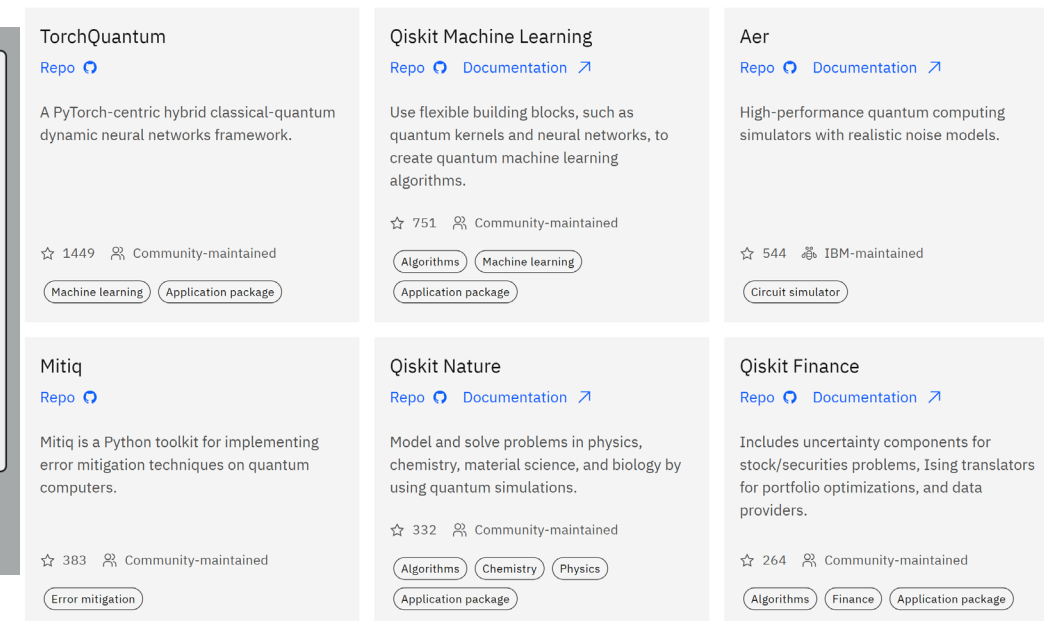 TorchQuantum
Repo
A PyTorch-centric hybrid classical-quantum
dynamic neural networks framework.
1449 Community-maintained
Machine learning Application package
Qiskit Machine Learning
Repo Documentation
Use flexible building blocks, such as
quantum kernels and neural networks, to
create quantum machine learning
algorithms.
751 Community-maintained
Algorithms Machine learning
Application package
Aer
Repo Documentation
High-performance quantum computing
simulators with realistic noise models.
544 IBM-maintained
Circuit simulator
Mitiq
Repo
Mitiq is a Python toolkit for implementing
error mitigation techniques on quantum
computers.
383 Community-maintained
Error mitigation
Qiskit Nature
Repo Documentation
Model and solve problems in physics,
chemistry, material science, and biology by
using quantum simulations.
332 Community-maintained
Algorithms Chemistry Physics
Application package
Qiskit Finance
Repo Documentation
Includes uncertainty components for
stock/securities problems, Ising translators
for portfolio optimizations, and data
providers.
264 Community-maintained
Algorithms Finance Application package